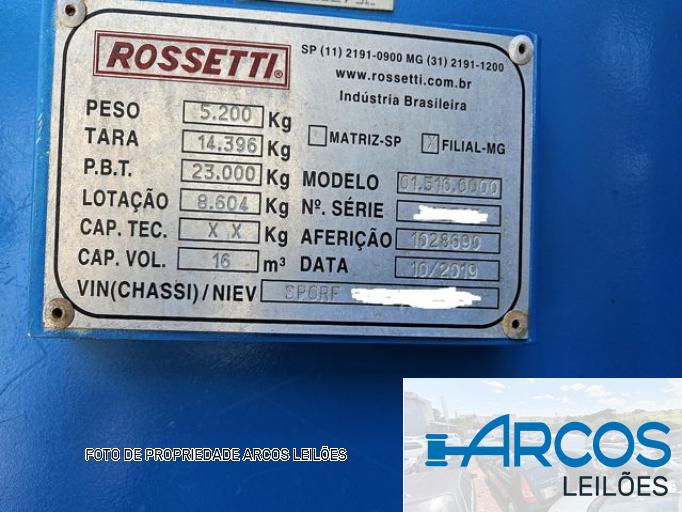 ROSSETTI®
SP (11) 2191-0900 MG (31) 2191-1200
www.rossetti.com.br
Indústria Brasileira
PESO 5.200 Kg
TARA 14.396 Kg
MATRIZ-SP X FILIAL-MG
P.B.T. 23.000 Kg
MODELO 01.516.0000
LOTAÇÃO 8.604 Kg
Nº. SÉRIE
CAP. TEC. X X Kg
AFERIÇÃO 1628690
CAP. VOL. 16 m³
DATA 10/2019
VIN(CHASSI)/NIEV SPGRF
FOTO DE PROPRIEDADE ARCOS LEILÕES
ARCOS
LEILÕES